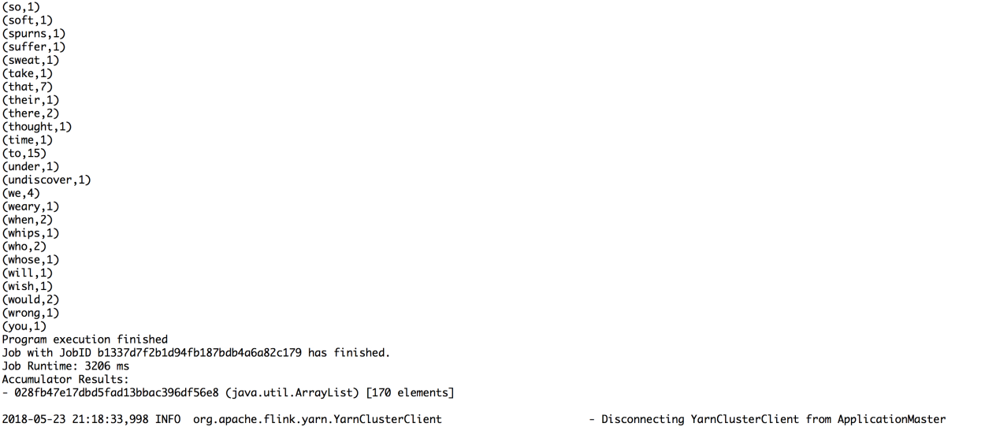 (so,1)
(soft,1)
(spurns,1)
(suffer,1)
(sweat,1)
(take,1)
(that,7)
(their,1)
(there,2)
(thought,1)
(time,1)
(to,15)
(under,1)
(undiscover,1)
(we,4)
(weary,1)
(when,2)
(whips,1)
(who,2)
(whose,1)
(will,1)
(wish,1)
(would,2)
(wrong,1)
(you,1)
Program execution finished
Job with JobID b1337d7f2b1d94fb187bdb4a6a82c179 has finished.
Job Runtime: 3206 ms
Accumulator Results:
- 028fb47e17dbd5fad13bbac396df56e8 (java.util.ArrayList) [170 elements]
2018-05-23 21:18:33,998 INFO  org.apache.flink.yarn.YarnClusterClient                       - Disconnecting YarnClusterClient from ApplicationMaster